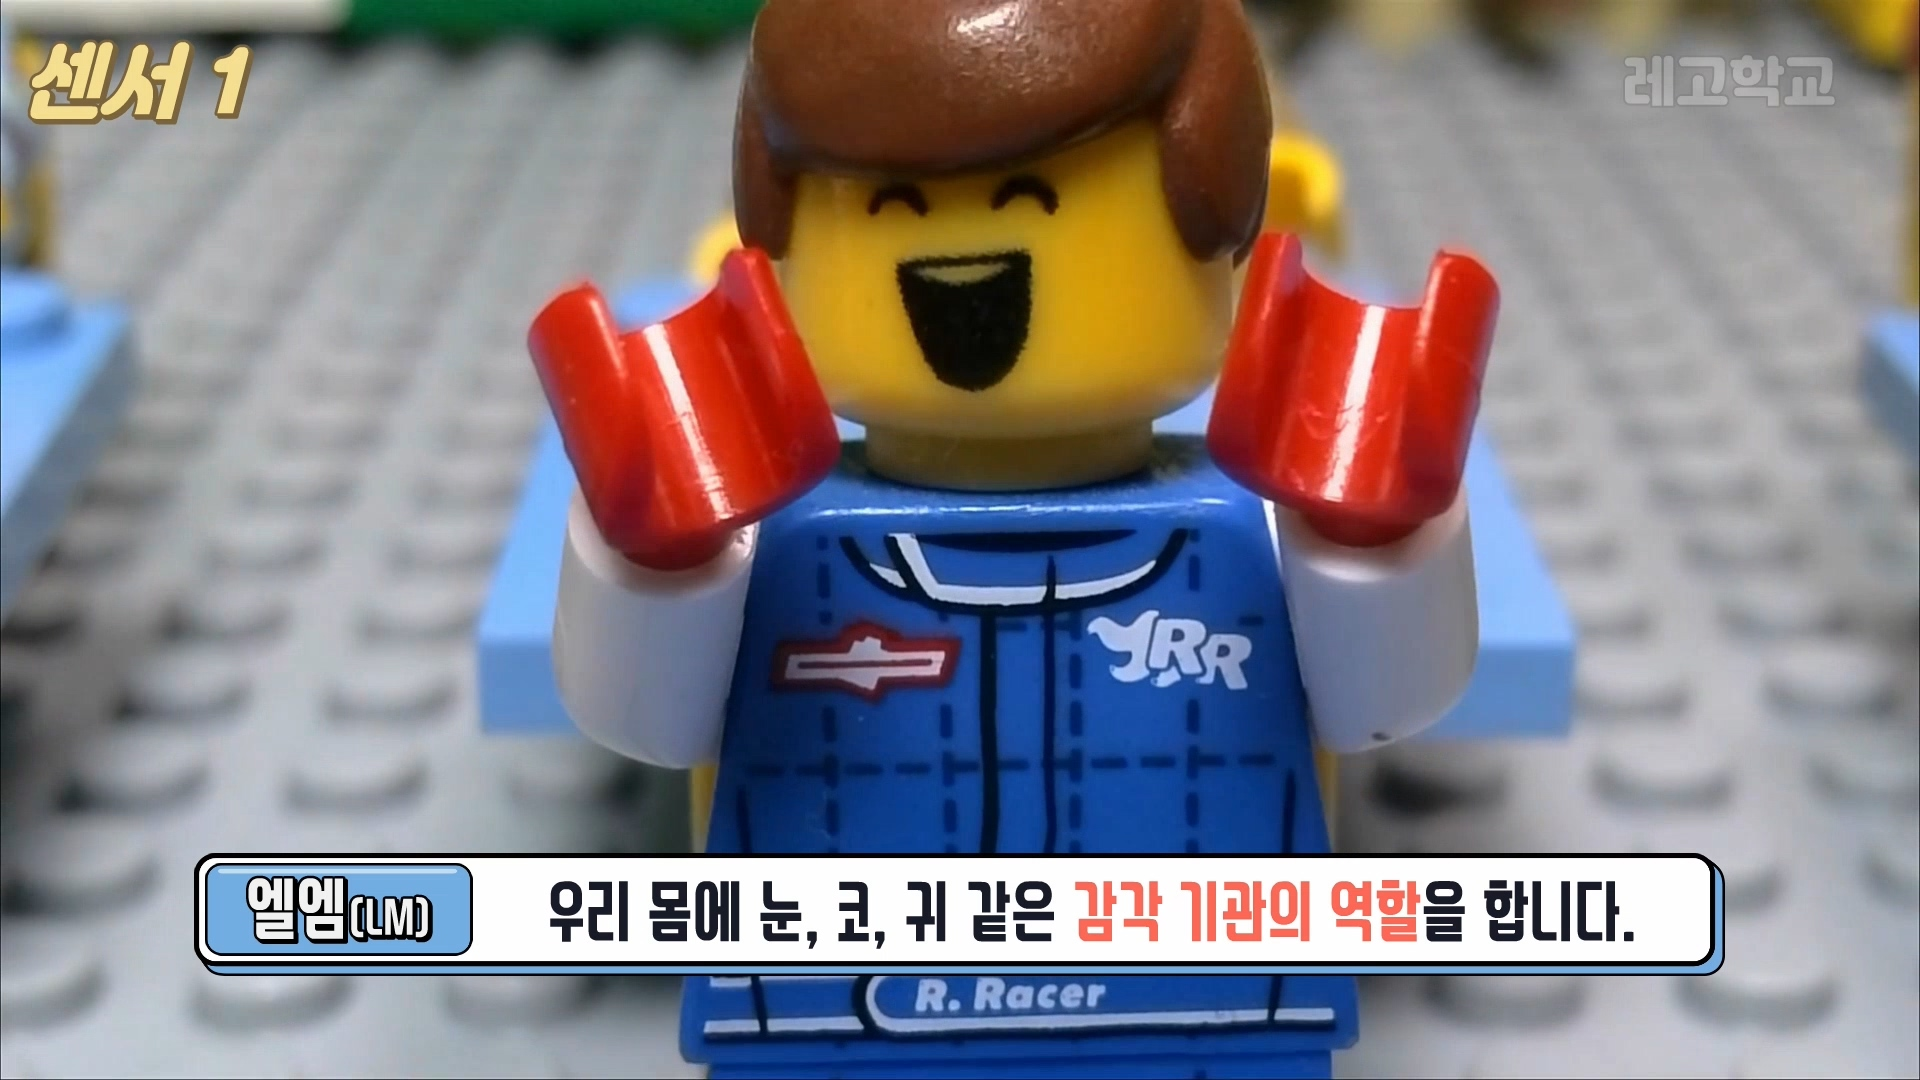 센서 1
레고학교
RR
엘엠(LM)
우리 몸에 눈, 코, 귀 같은 감각 기관의 역할을 합니다.
R. Racer